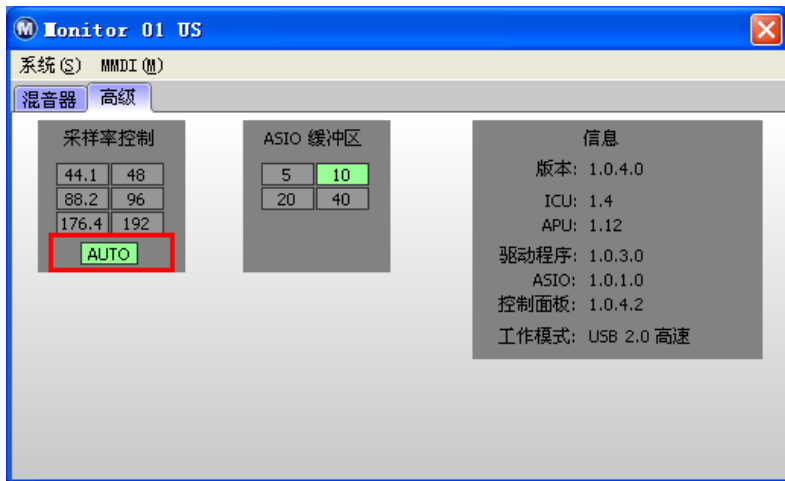 Monitor 01 US
系统(S) MMDI(M)
混音器 高级
采样率控制
44.1 48
88.2 96
176.4 192
AUTO
ASIO 缓冲区
5 10
20 40
信息
版本: 1.0.4.0
ICU: 1.4
APU: 1.12
驱动程序: 1.0.3.0
ASIO: 1.0.1.0
控制面板: 1.0.4.2
工作模式: USB 2.0 高速